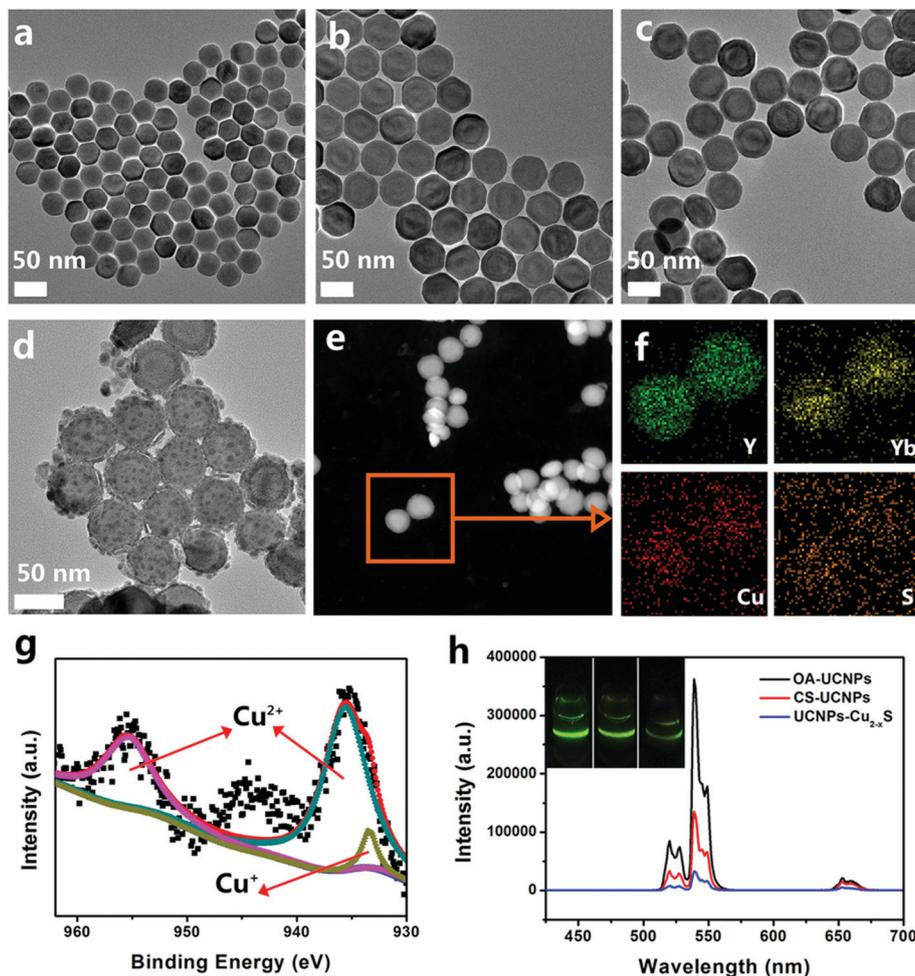 a
50 nm
b
50 nm
c
50 nm
d
50 nm
e
f
Y
Yb
Cu
S
g
Cu²⁺
Cu⁺
Intensity (a.u.)
960
950
940
930
Binding Energy (eV)
h
400000
300000
200000
100000
0
Intensity (a.u.)
OA-UCNPs
CS-UCNPs
UCNPs-Cu₂₋ₓS
450
500
550
600
650
700
Wavelength (nm)